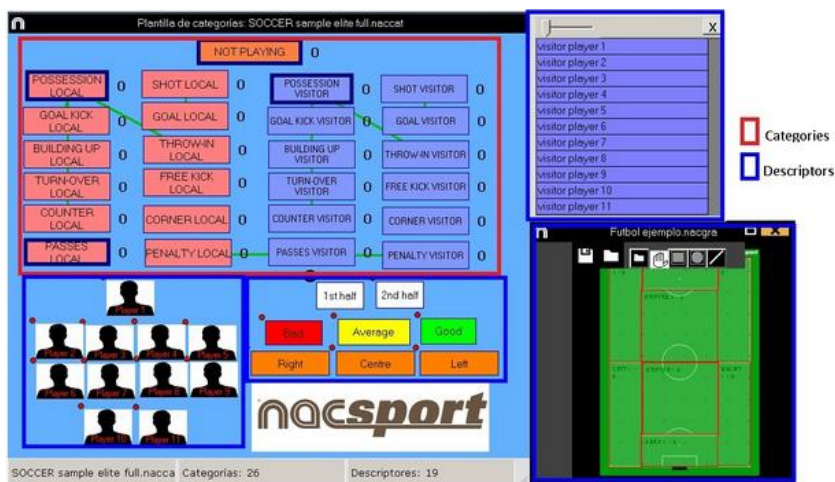 Plantilla de categorías: SOCCER sample elite full.naccat
NOT PLAYING 0
POSSESSION LOCAL 0
SHOT LOCAL 0
POSSESSION VISITOR 0
SHOT VISITOR 0
GOAL KICK LOCAL 0
GOAL LOCAL 0
GOAL KICK VISITOR 0
GOAL VISITOR 0
BUILDING UP LOCAL 0
THROW-IN LOCAL 0
BUILDING UP VISITOR 0
THROW-IN VISITOR 0
TURN-OVER LOCAL 0
FREE KICK LOCAL 0
TURN-OVER VISITOR 0
FREE KICK VISITOR 0
COUNTER LOCAL 0
CORNER LOCAL 0
COUNTER VISITOR 0
CORNER VISITOR 0
PASSES LOCAL 0
PENALTY LOCAL 0
PASSES VISITOR 0
PENALTY VISITOR 0
Player 1
Player 2 Player 3 Player 4 Player 5
Player 6 Player 7 Player 8 Player 9
Player 10 Player 11
1st half 2nd half
Bad Average Good
Right Centre Left
nacsport
SOCCER sample elite full.nacca Categorías: 26 Descriptores: 19
X
visitor player 1
visitor player 2
visitor player 3
visitor player 4
visitor player 5
visitor player 6
visitor player 7
visitor player 8
visitor player 9
visitor player 10
visitor player 11
Categories
Descriptors
Futbol ejemplo.nacgra